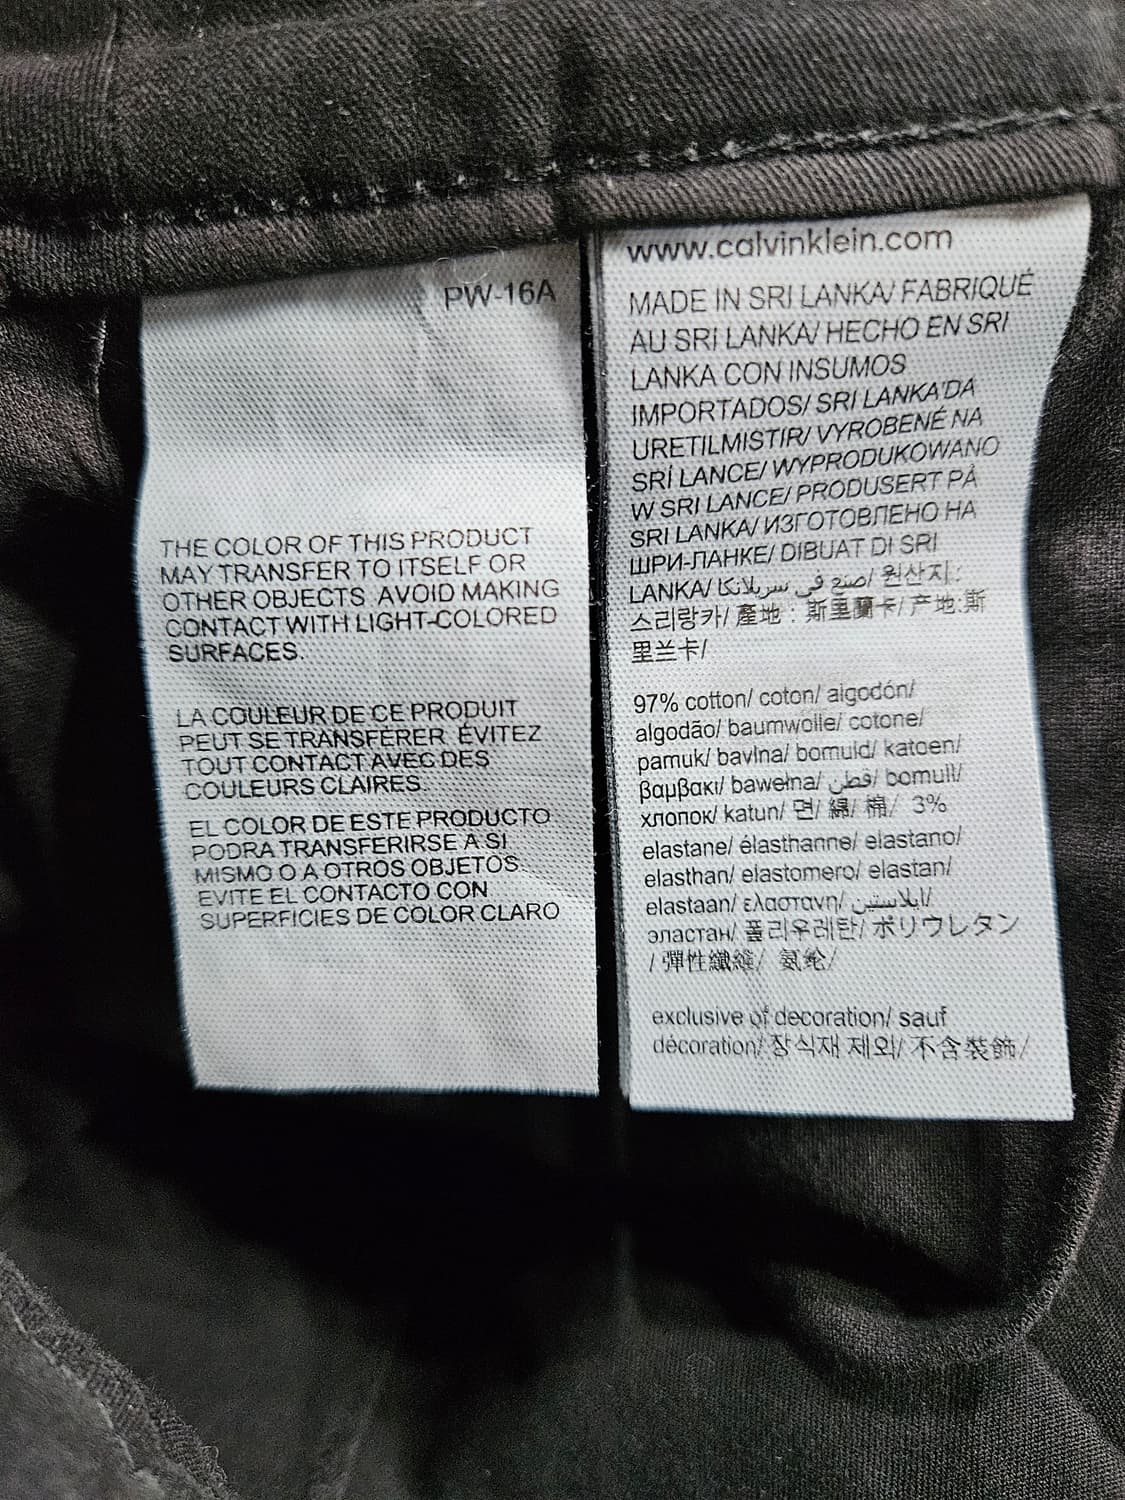 PW-16A
THE COLOR OF THIS PRODUCT
MAY TRANSFER TO ITSELF OR
OTHER OBJECTS AVOID MAKING
CONTACT WITH LIGHT-COLORED
SURFACES.
LA COULEUR DE CE PRODUIT
PEUT SE TRANSFÉRER ÉVITEZ
TOUT CONTACT AVEC DES
COULEURS CLAIRES.
EL COLOR DE ESTE PRODUCTO
PODRA TRANSFERIRSE A SI
MISMO O A OTROS OBJETOS.
EVITE EL CONTACTO CON
SUPERFICIES DE COLOR CLARO
www.calvinklein.com
MADE IN SRI LANKA/ FABRIQUÉ
AU SRI LANKA/ HECHO EN SRI
LANKA CON INSUMOS
IMPORTADOS/ SRI LANKA'DA
URETILMISTIR/ VYROBENÉ NA
SRÍ LANCE/ WYPRODUKOWANO
W SRI LANCE/ PRODUSERT PÅ
SRI LANKA/ ИЗГОТОВЛЕНО НА
ШРИ-ЛАНКЕ/ DIBUAT DI SRI
LANKA/ صنع في سريلانكا/ 원산지:
스리랑카/ 產地 : 斯里蘭卡/ 产地:斯
里兰卡/
97% cotton/ coton/ algodón/
algodão/ baumwolle/ cotone/
pamuk/ bavlna/ bomuld/ katoen/
βαμβακι/ bawełna/ قطن/ bomull/
хлопок/ katun/ 면/ 綿/ 棉/ 3%
elastane/ élasthanne/ elastano/
elasthan/ elastomero/ elastan/
elastaan/ ελασταvη/ ايلاستين/
эластан/ 폴리우레탄/ ポリウレタン
/ 彈性纖維/ 氨纶/
exclusive of decoration/ sauf
décoration/ 장식재 제외/ 不含裝飾/